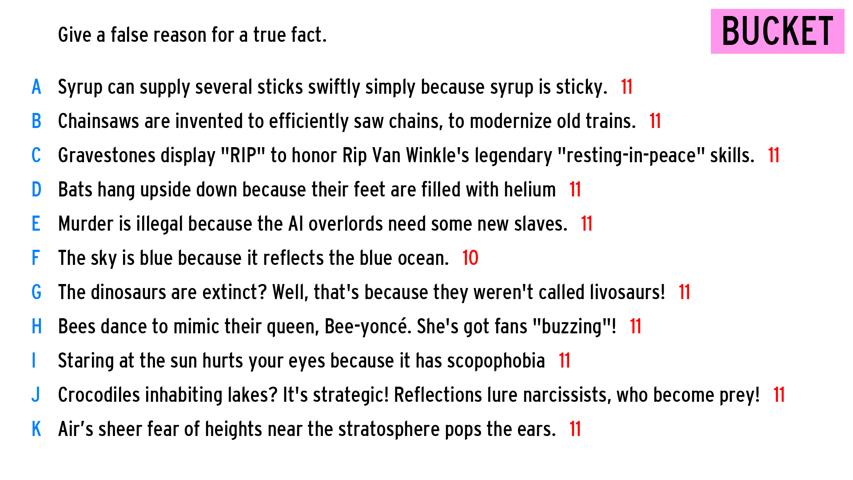 Give a false reason for a true fact.
BUCKET
A Syrup can supply several sticks swiftly simply because syrup is sticky. 11
B Chainsaws are invented to efficiently saw chains, to modernize old trains. 11
C Gravestones display "RIP" to honor Rip Van Winkle's legendary "resting-in-peace" skills. 11
D Bats hang upside down because their feet are filled with helium 11
E Murder is illegal because the AI overlords need some new slaves. 11
F The sky is blue because it reflects the blue ocean. 10
G The dinosaurs are extinct? Well, that's because they weren't called livosaurs! 11
H Bees dance to mimic their queen, Bee-yoncé. She's got fans "buzzing"! 11
I Staring at the sun hurts your eyes because it has scopophobia 11
J Crocodiles inhabiting lakes? It's strategic! Reflections lure narcissists, who become prey! 11
K Air’s sheer fear of heights near the stratosphere pops the ears. 11